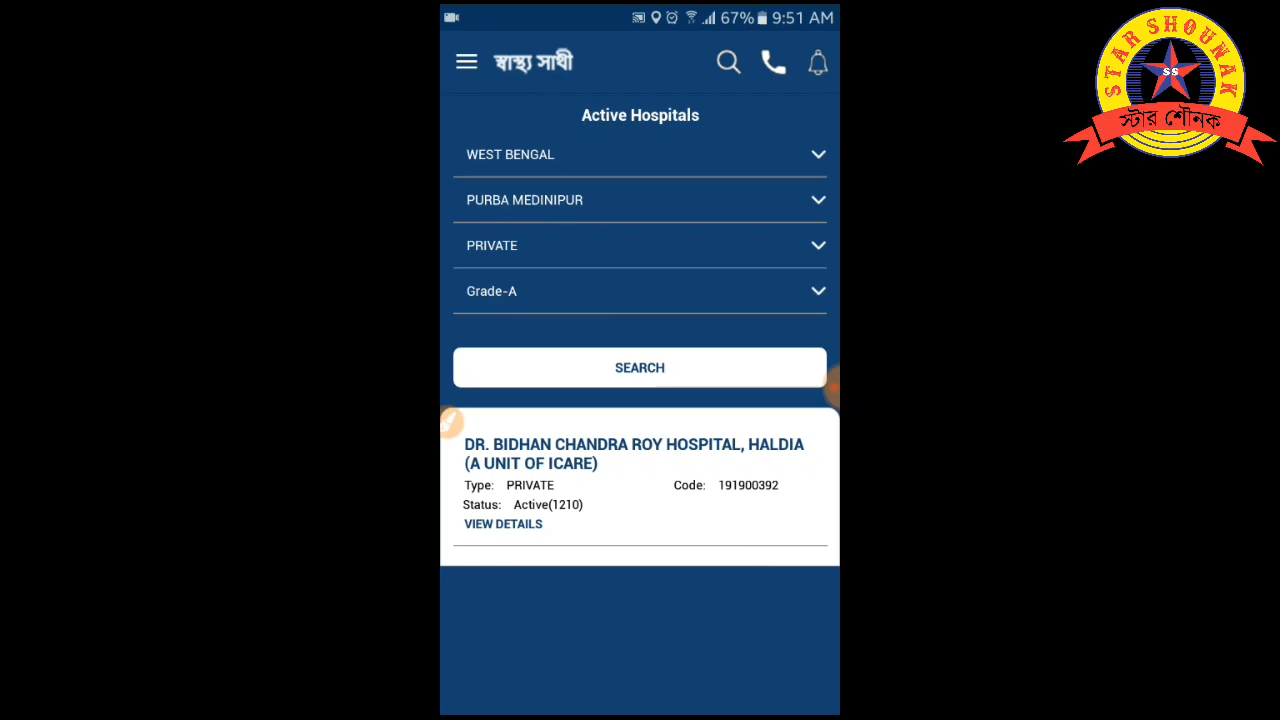 67% 9:51 AM
স্বাস্থ্য সাথী
Active Hospitals
WEST BENGAL
PURBA MEDINIPUR
PRIVATE
Grade-A
SEARCH
DR. BIDHAN CHANDRA ROY HOSPITAL, HALDIA
(A UNIT OF ICARE)
Type: PRIVATE Code: 191900392
Status: Active(1210)
VIEW DETAILS
STAR SHOUNAK
SS
স্টার শৌনক